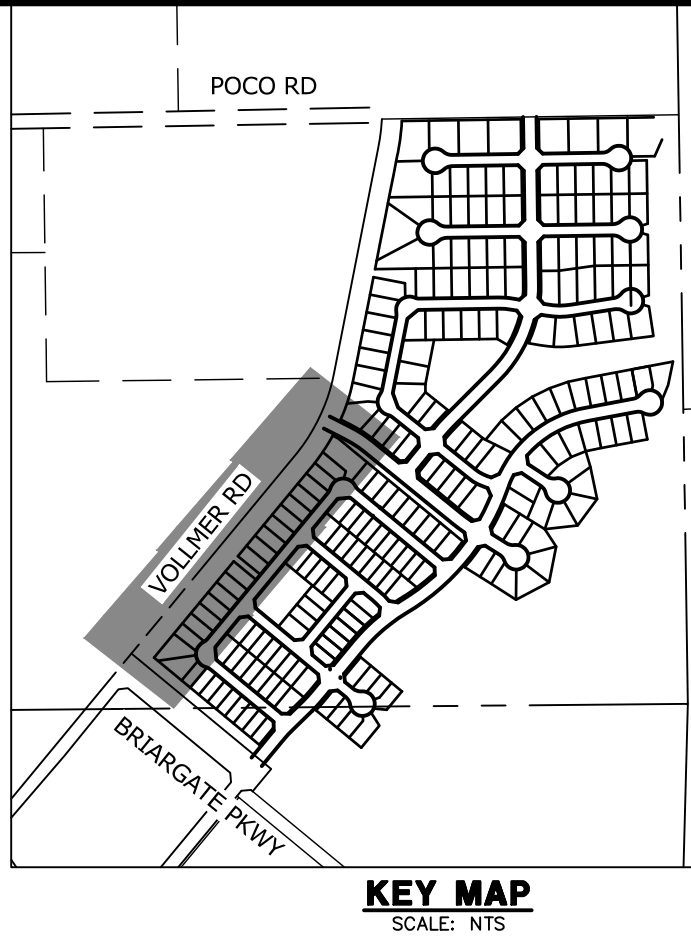 POCO RD
VOLLMER RD
BRIARGATE PKWY
KEY MAP
SCALE: NTS